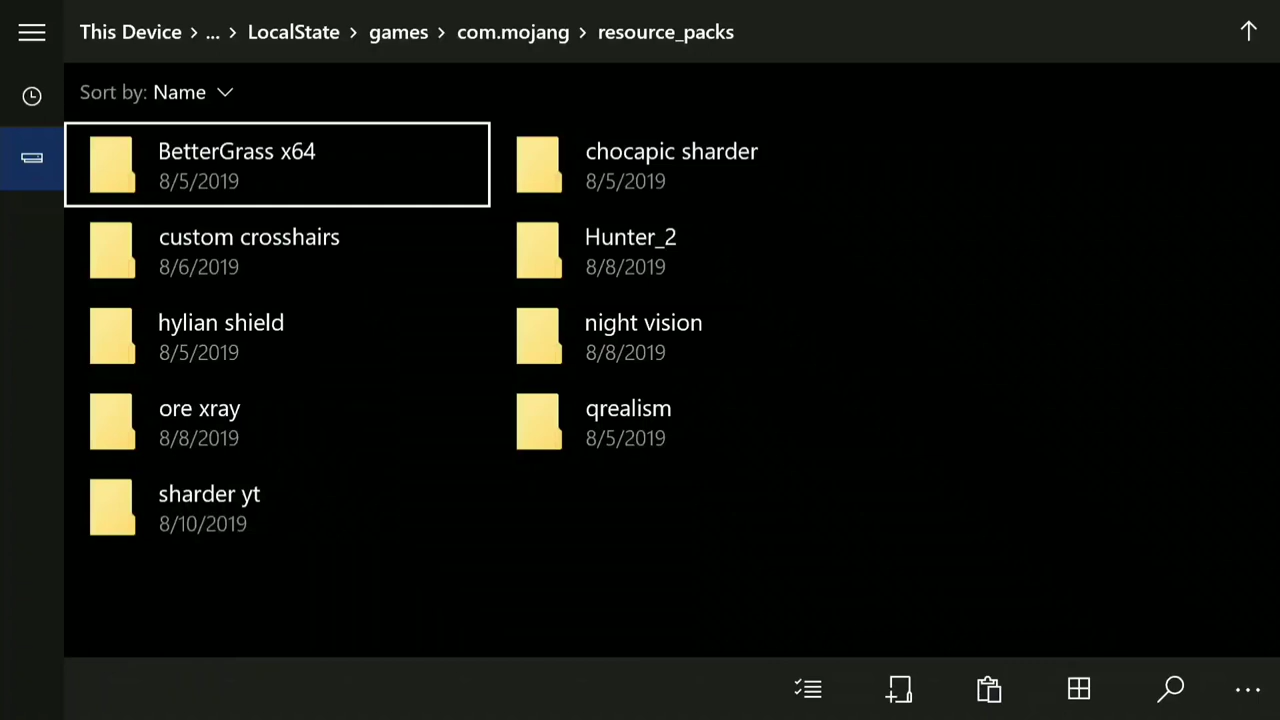 This Device > ... > LocalState > games > com.mojang > resource_packs
Sort by: Name
BetterGrass x64
8/5/2019
chocapic sharder
8/5/2019
custom crosshairs
8/6/2019
Hunter_2
8/8/2019
hylian shield
8/5/2019
night vision
8/8/2019
ore xray
8/8/2019
qrealism
8/5/2019
sharder yt
8/10/2019